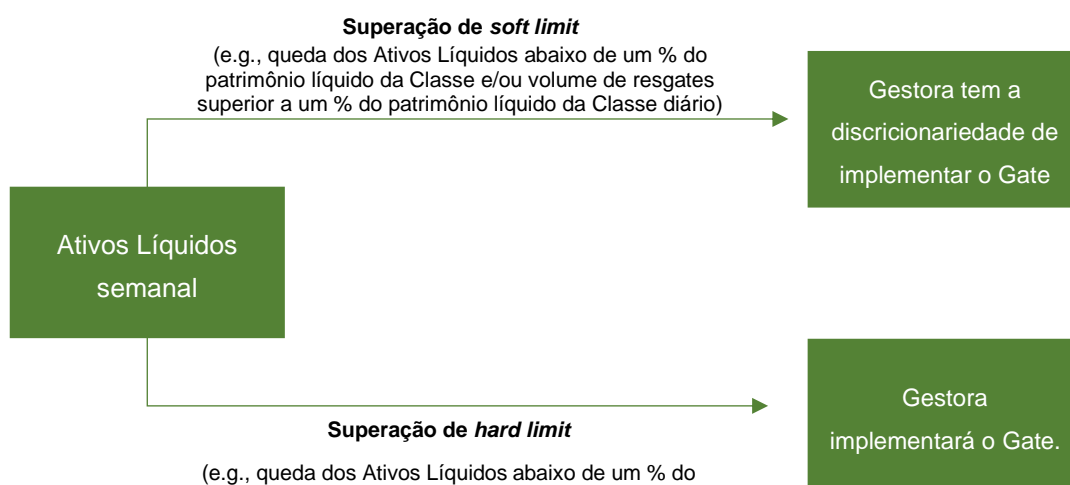 Superação de soft limit
(e.g., queda dos Ativos Líquidos abaixo de um % do
patrimônio líquido da Classe e/ou volume de resgates
superior a um % do patrimônio líquido da Classe diário)
Gestora tem a
discricionariedade de
implementar o Gate
Ativos Líquidos
semanal
Superação de hard limit
(e.g., queda dos Ativos Líquidos abaixo de um % do
Gestora
implementará o Gate.